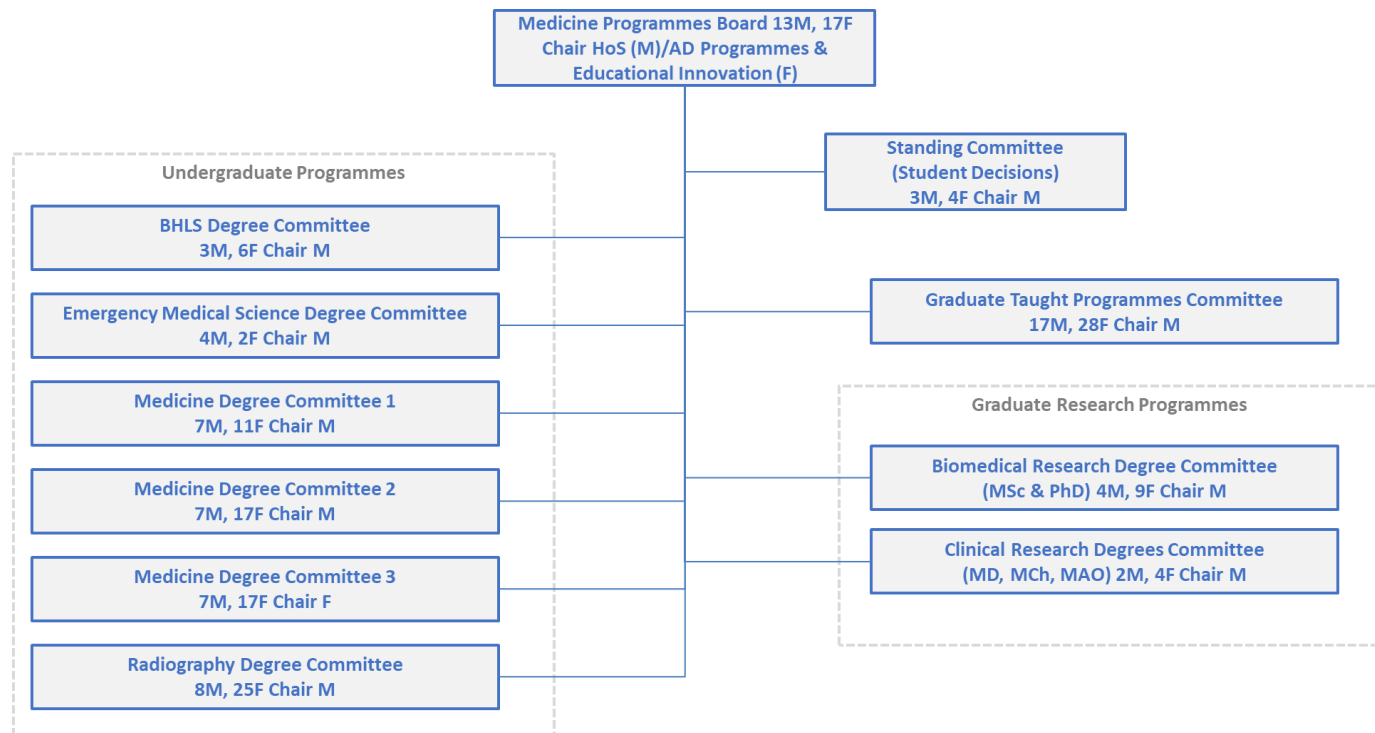 Medicine Programmes Board 13M, 17F
Chair HoS (M)/AD Programmes &
Educational Innovation (F)
Standing Committee
(Student Decisions)
3M, 4F Chair M
Undergraduate Programmes
BHLS Degree Committee
3M, 6F Chair M
Emergency Medical Science Degree Committee
4M, 2F Chair M
Medicine Degree Committee 1
7M, 11F Chair M
Medicine Degree Committee 2
7M, 17F Chair M
Medicine Degree Committee 3
7M, 17F Chair F
Radiography Degree Committee
8M, 25F Chair M
Graduate Taught Programmes Committee
17M, 28F Chair M
Graduate Research Programmes
Biomedical Research Degree Committee
(MSc & PhD) 4M, 9F Chair M
Clinical Research Degrees Committee
(MD, MCh, MAO) 2M, 4F Chair M